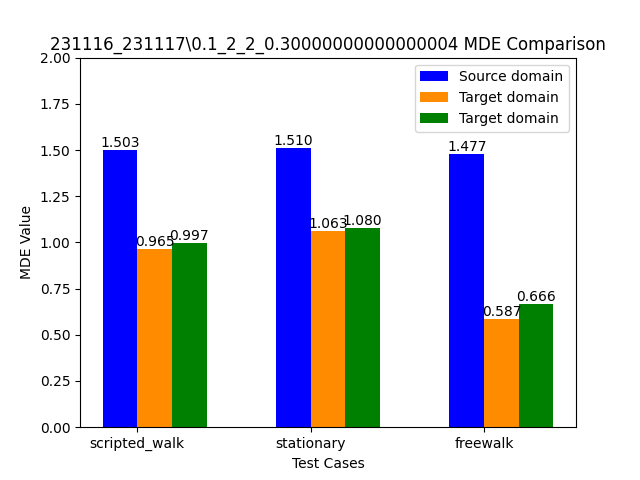 231116_231117\0.1_2_2_0.30000000000000004 MDE Comparison
2.00
1.75
1.50
1.25
1.00
0.75
0.50
0.25
0.00
MDE Value
Source domain
Target domain
Target domain
1.503
0.965
0.997
1.510
1.063
1.080
1.477
0.587
0.666
scripted_walk
stationary
freewalk
Test Cases